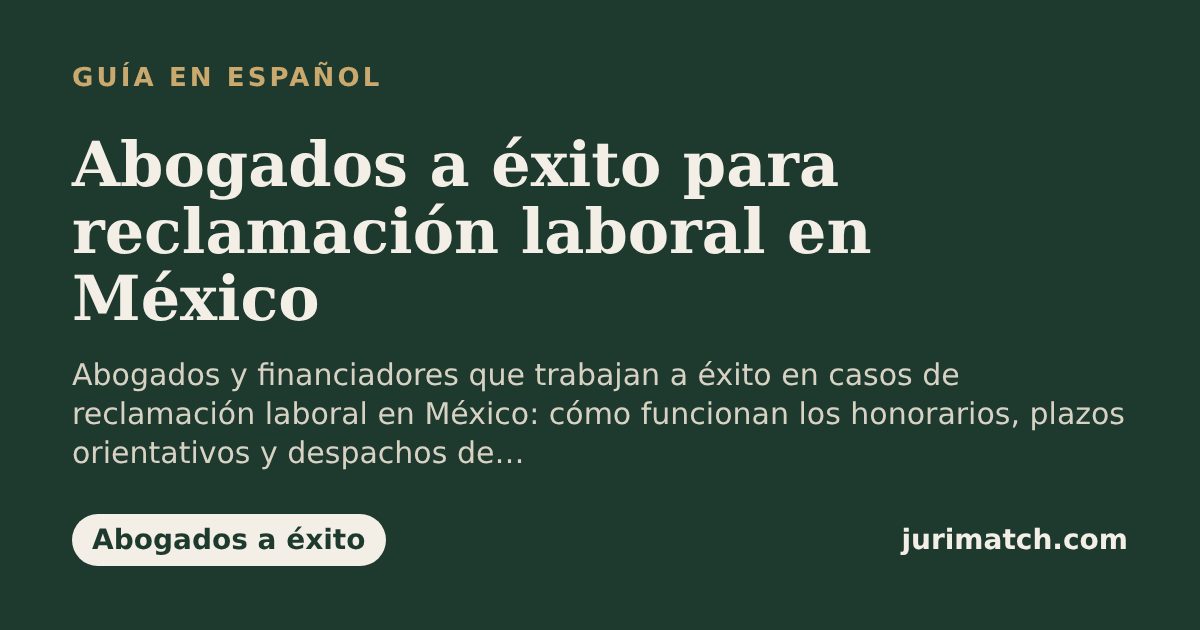 GUÍA EN ESPAÑOL
Abogados a éxito para
reclamación laboral en
México
Abogados y financiadores que trabajan a éxito en casos de
reclamación laboral en México: cómo funcionan los honorarios, plazos
orientativos y despachos de…
Abogados a éxito
jurimatch.com